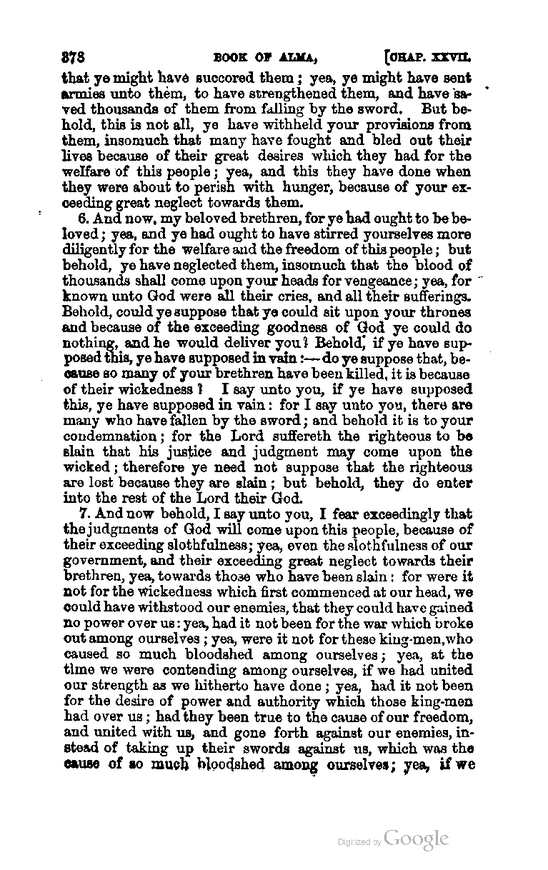 378 BOOK OF ALMA, [CHAP. XXVII.
that ye might have succored them; yea, ye might have sent
armies unto them, to have strengthened them, and have sa-
ved thousands of them from falling by the sword. But be-
hold, this is not all, ye have withheld your provisions from
them, insomuch that many have fought and bled out their
lives because of their great desires which they had for the
welfare of this people; yea, and this they have done when
they were about to perish with hunger, because of your ex-
ceeding great neglect towards them.
6. And now, my beloved brethren, for ye had ought to be be-
loved; yea, and ye had ought to have stirred yourselves more
diligently for the welfare and the freedom of this people; but
behold, ye have neglected them, insomuch that the blood of
thousands shall come upon your heads for vengeance; yea, for
known unto God were all their cries, and all their sufferings.
Behold, could ye suppose that ye could sit upon your thrones
and because of the exceeding goodness of God ye could do
nothing, and he would deliver you? Behold, if ye have sup-
posed this, ye have supposed in vain:—do ye suppose that, be-
cause so many of your brethren have been killed, it is because
of their wickedness? I say unto you, if ye have supposed
this, ye have supposed in vain: for I say unto you, there are
many who have fallen by the sword; and behold it is to your
condemnation; for the Lord suffereth the righteous to be
slain that his justice and judgment may come upon the
wicked; therefore ye need not suppose that the righteous
are lost because they are slain; but behold, they do enter
into the rest of the Lord their God.
7. And now behold, I say unto you, I fear exceedingly that
the judgments of God will come upon this people, because of
their exceeding slothfulness; yea, even the slothfulness of our
government, and their exceeding great neglect towards their
brethren, yea, towards those who have been slain: for were it
not for the wickedness which first commenced at our head, we
could have withstood our enemies, that they could have gained
no power over us: yea, had it not been for the war which broke
out among ourselves; yea, were it not for these king-men, who
caused so much bloodshed among ourselves; yea, at the
time we were contending among ourselves, if we had united
our strength as we hitherto have done; yea, had it not been
for the desire of power and authority which those king-men
had over us; had they been true to the cause of our freedom,
and united with us, and gone forth against our enemies, in-
stead of taking up their swords against us, which was the
cause of so much bloodshed among ourselves; yea, if we
Digitized by Google